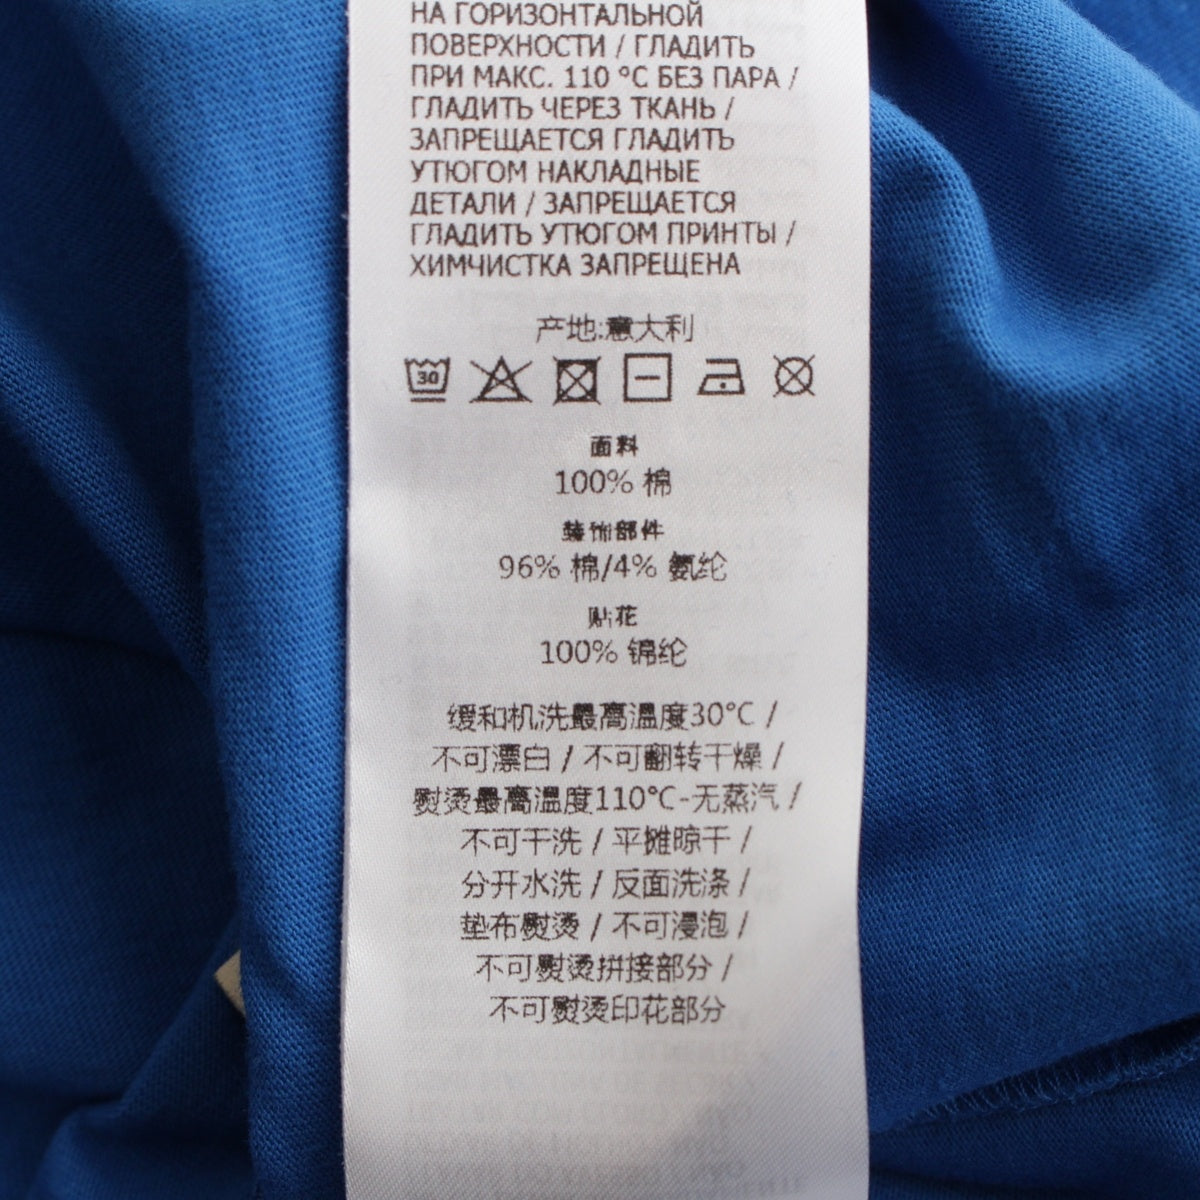 НА ГОРИЗОНТАЛЬНОЙ
ПОВЕРХНОСТИ / ГЛАДИТЬ
ПРИ МАКС. 110 °C БЕЗ ПАРА /
ГЛАДИТЬ ЧЕРЕЗ ТКАНЬ /
ЗАПРЕЩАЕТСЯ ГЛАДИТЬ
УТЮГОМ НАКЛАДНЫЕ
ДЕТАЛИ / ЗАПРЕЩАЕТСЯ
ГЛАДИТЬ УТЮГОМ ПРИНТЫ /
ХИМЧИСТКА ЗАПРЕЩЕНА
产地:意大利
30
面料
100% 棉
装饰部件
96% 棉/4% 氨纶
贴花
100% 锦纶
缓和机洗最高温度30°C /
不可漂白 / 不可翻转干燥 /
熨烫最高温度110°C-无蒸汽 /
不可干洗 / 平摊晾干 /
分开水洗 / 反面洗涤 /
垫布熨烫 / 不可浸泡 /
不可熨烫拼接部分 /
不可熨烫印花部分